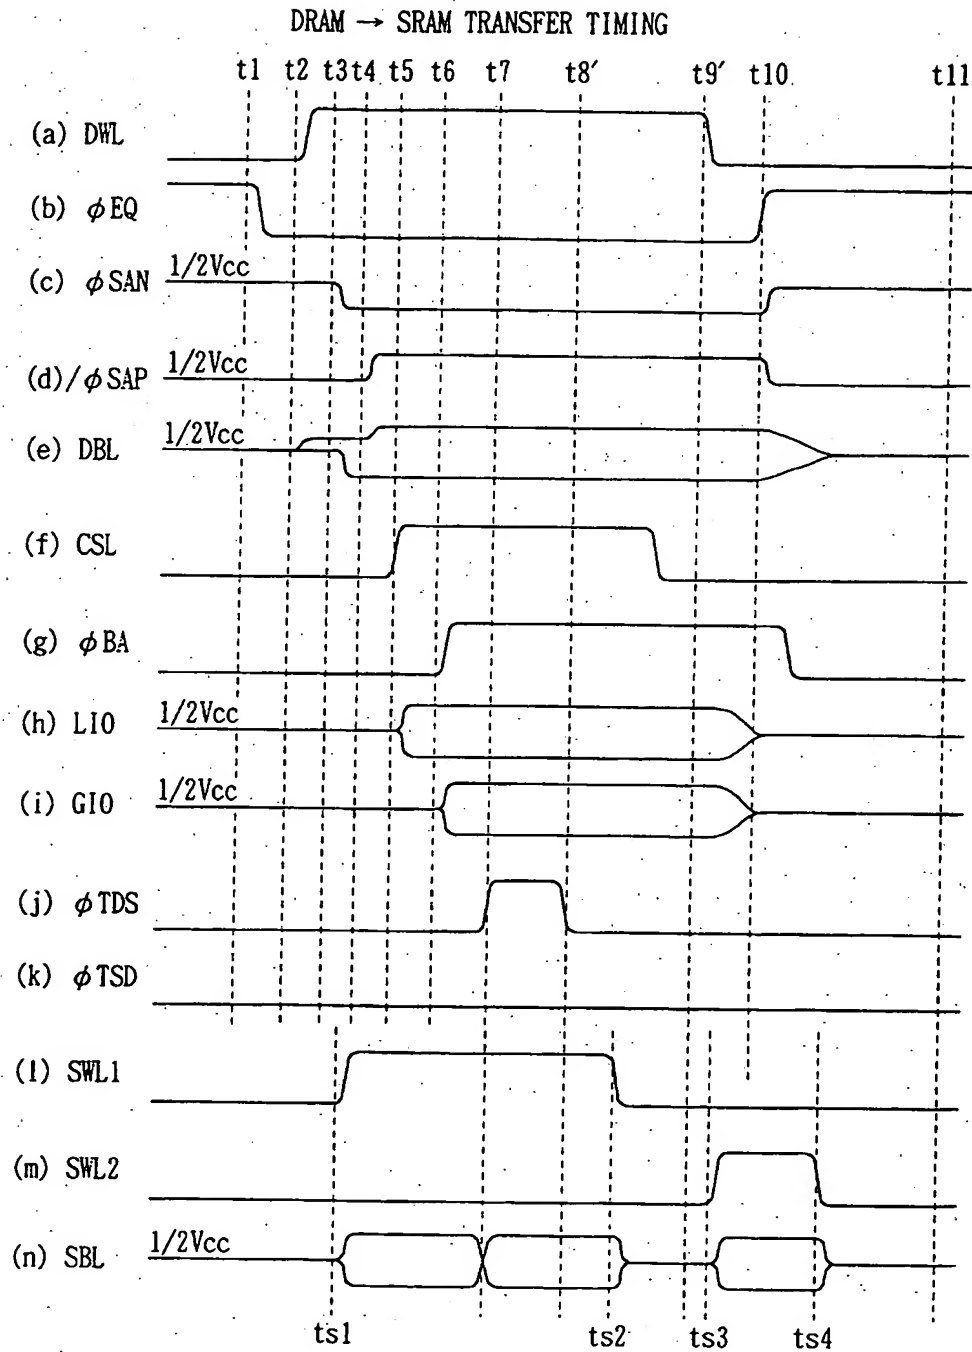 DRAM → SRAM TRANSFER TIMING
t1 t2 t3 t4 t5 t6 t7 t8' t9' t10 t11
(a) DWL
(b) φEQ
(c) φSAN 1/2Vcc
(d)/φSAP 1/2Vcc
(e) DBL 1/2Vcc
(f) CSL
(g) φBA
(h) LIO 1/2Vcc
(i) GIO 1/2Vcc
(j) φTDS
(k) φTSD
(l) SWL1
(m) SWL2
(n) SBL 1/2Vcc
ts1 ts2 ts3 ts4